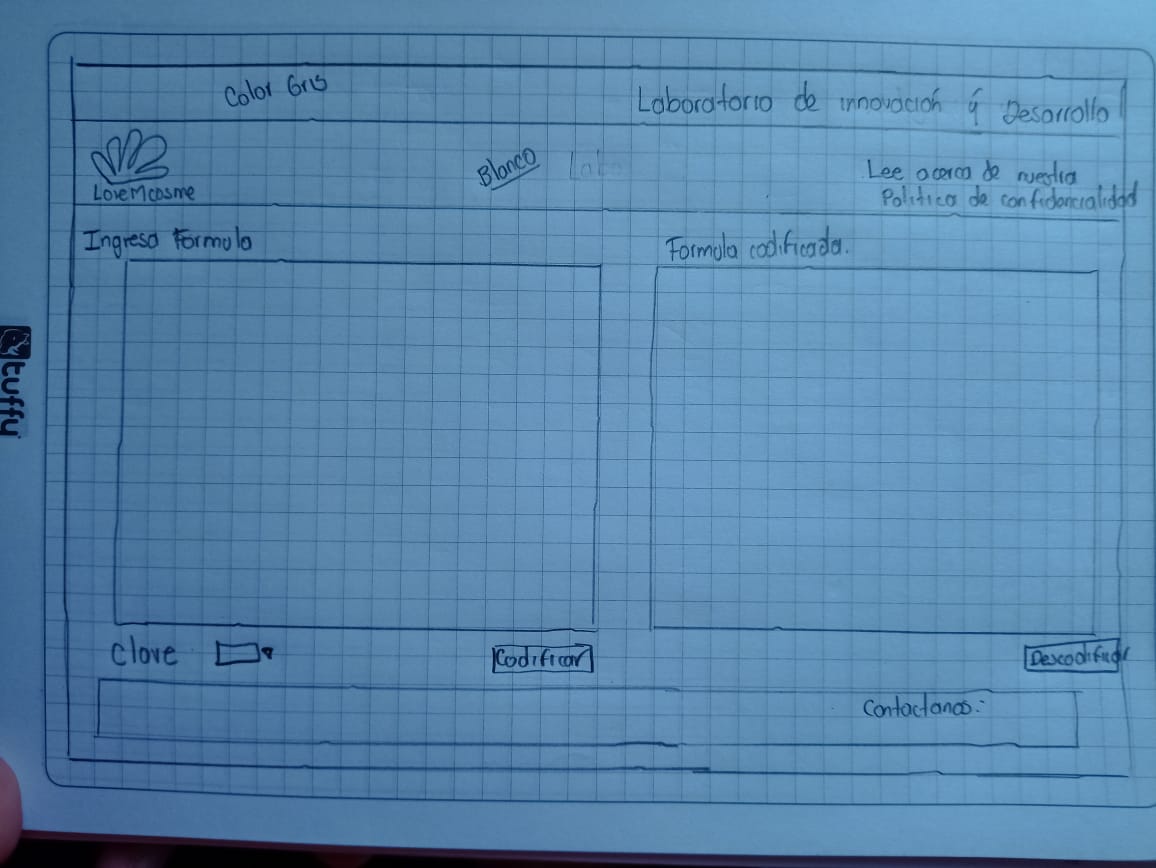 Color Gris
Laboratorio de innovación y Desarrollo
LoveMcosme
Blanco
Labo
Lee acerca de nuestra
Politica de confidencialidad
Ingresa Formula
Formula codificada.
Clave
Codificar
Descodificar
Contactanos:
tuffy